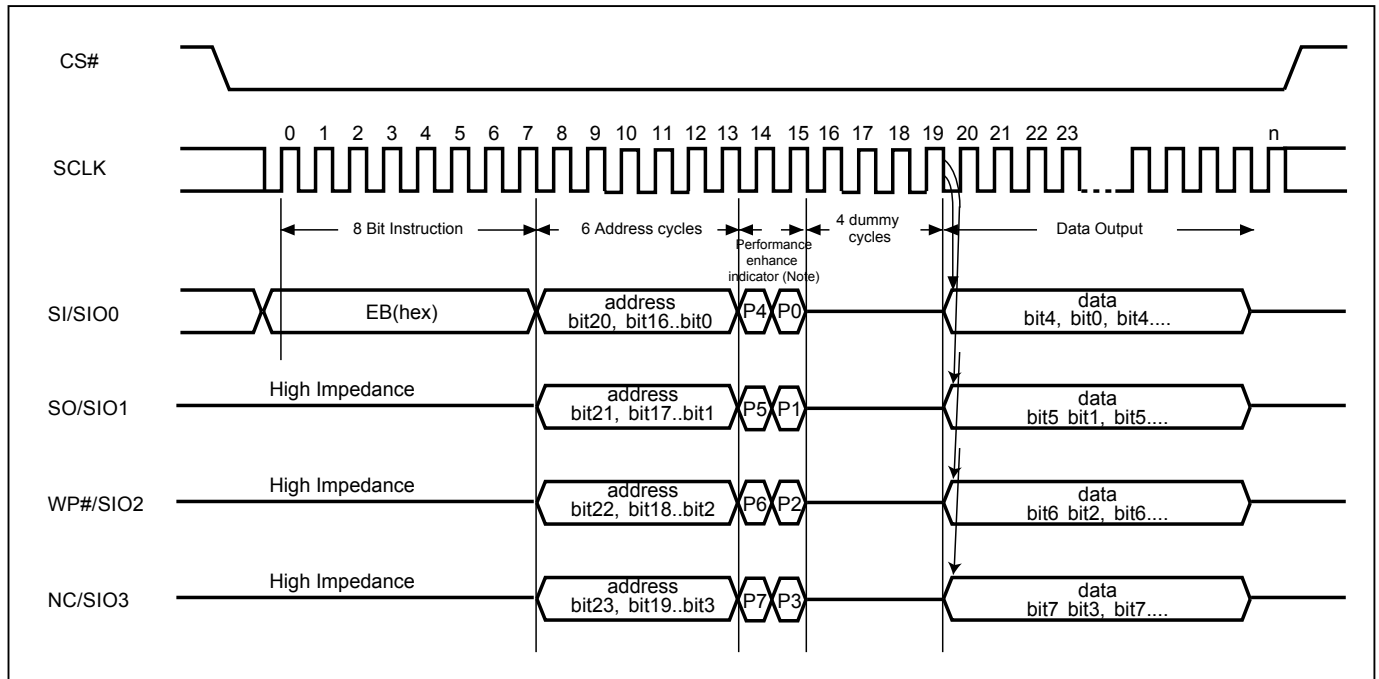 CS#
0 1 2 3 4 5 6 7 8 9 10 11 12 13 14 15 16 17 18 19 20 21 22 23 n
SCLK
8 Bit Instruction
6 Address cycles
Performance
enhance
indicator (Note)
4 dummy
cycles
Data Output
SI/SIO0
EB(hex)
address
bit20, bit16..bit0
P4 P0
data
bit4, bit0, bit4....
SO/SIO1
High Impedance
address
bit21, bit17..bit1
P5 P1
data
bit5 bit1, bit5....
WP#/SIO2
High Impedance
address
bit22, bit18..bit2
P6 P2
data
bit6 bit2, bit6....
NC/SIO3
High Impedance
address
bit23, bit19..bit3
P7 P3
data
bit7 bit3, bit7....